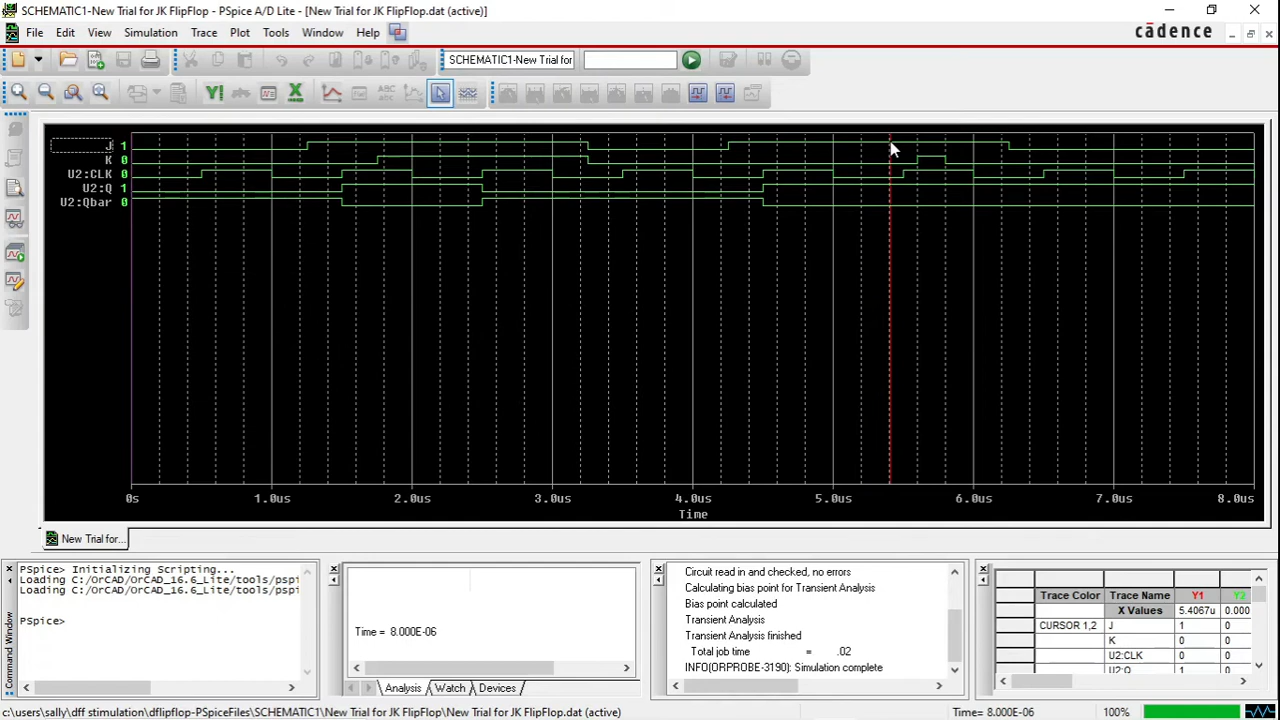 SCHEMATIC1-New Trial for JK FlipFlop - PSpice A/D Lite - [New Trial for JK FlipFlop.dat (active)]
File Edit View Simulation Trace Plot Tools Window Help
cādence
SCHEMATIC1-New Trial for
J 1
K 0
U2:CLK 0
U2:Q 1
U2:Qbar 0
0s 1.0us 2.0us 3.0us 4.0us 5.0us 6.0us 7.0us 8.0us
Time
New Trial for...
Command Window
PSpice> Initializing Scripting...
Loading C:/OrCAD/OrCAD_16.6_Lite/tools/pspi
Loading C:/OrCAD/OrCAD_16.6_Lite/tools/pspi
PSpice>
Time = 8.000E-06
Analysis Watch Devices
Circuit read in and checked, no errors
Calculating bias point for Transient Analysis
Bias point calculated
Transient Analysis
Transient Analysis finished
Total job time = .02
INFO(ORPROBE-3190): Simulation complete
Trace Color Trace Name Y1 Y2
X Values 5.4067u 0.000
CURSOR 1,2 J 1 0
K 0 0
U2:CLK 0 0
U2:Q 1 0
c:\users\sally\dff stimulation\dflipflop-PSpiceFiles\SCHEMATIC1\New Trial for JK FlipFlop\New Trial for JK FlipFlop.dat (active)
Time= 8.000E-06 100%